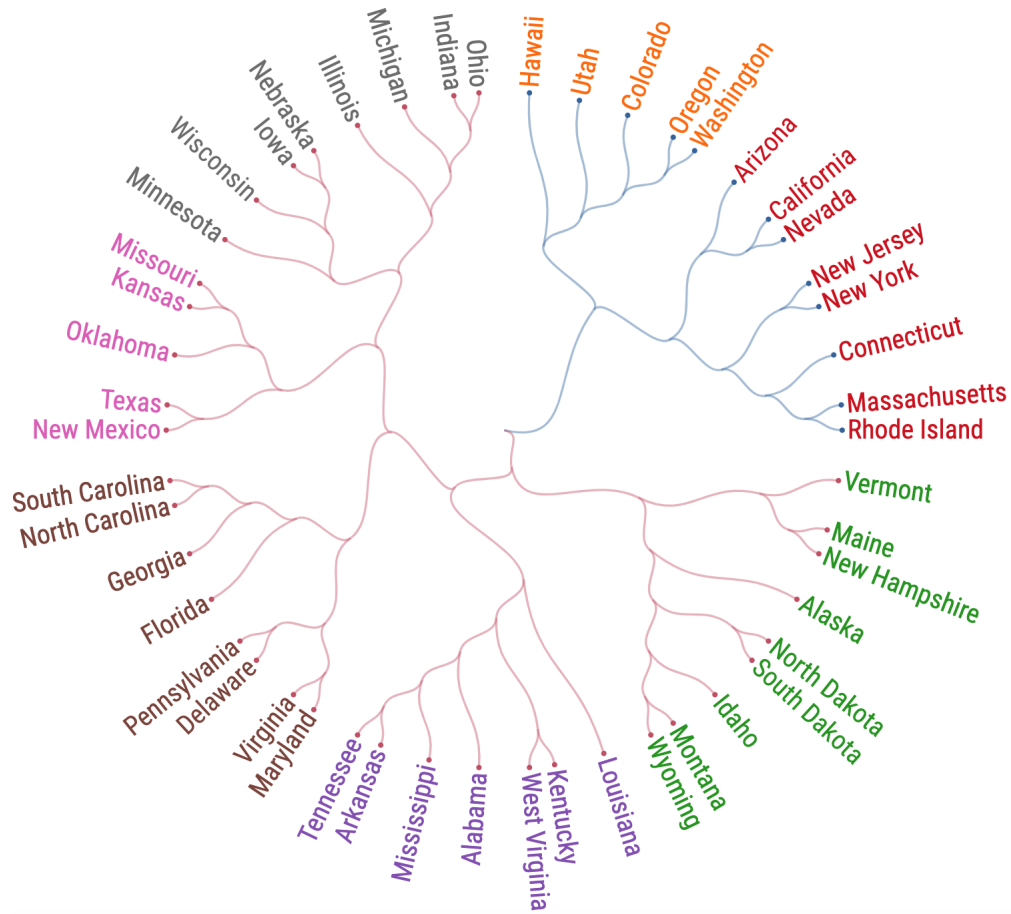 Hawaii
Utah
Colorado
Oregon
Washington
Arizona
California
Nevada
New Jersey
New York
Connecticut
Massachusetts
Rhode Island
Vermont
Maine
New Hampshire
Alaska
North Dakota
South Dakota
Idaho
Montana
Wyoming
Louisiana
Kentucky
West Virginia
Alabama
Mississippi
Arkansas
Tennessee
Maryland
Virginia
Delaware
Pennsylvania
Florida
Georgia
North Carolina
South Carolina
New Mexico
Texas
Oklahoma
Kansas
Missouri
Minnesota
Wisconsin
Iowa
Nebraska
Illinois
Michigan
Indiana
Ohio